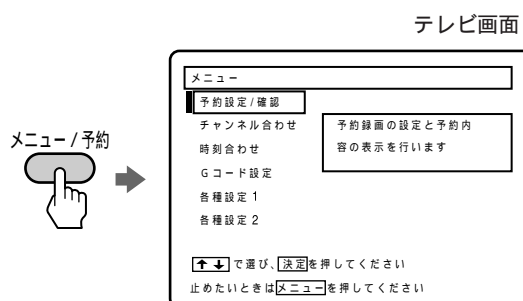 テレビ画面
メニュー
予約設定/確認
チャンネル合わせ
時刻合わせ
Gコード設定
各種設定1
各種設定2
予約録画の設定と予約内
容の表示を行います
メニュー/予約
↑↓で選び、決定を押してください
止めたいときはメニューを押してください